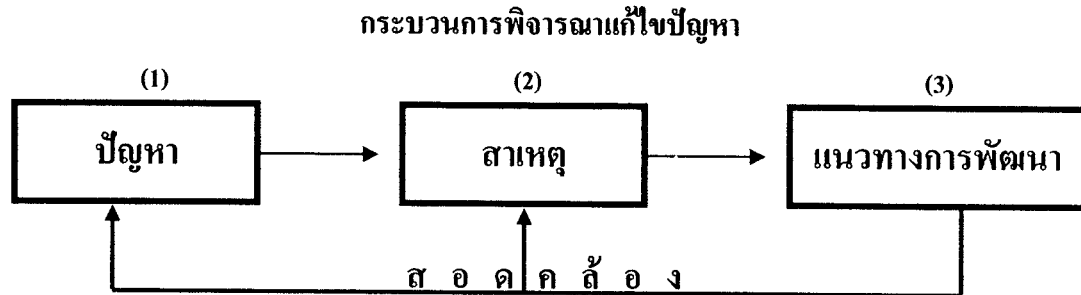 กระบวนการพิจารณาแก้ไขปัญหา
(1) (2) (3)
ปัญหา สาเหตุ แนวทางการพัฒนา
ส อ ด ค ล้ อ ง